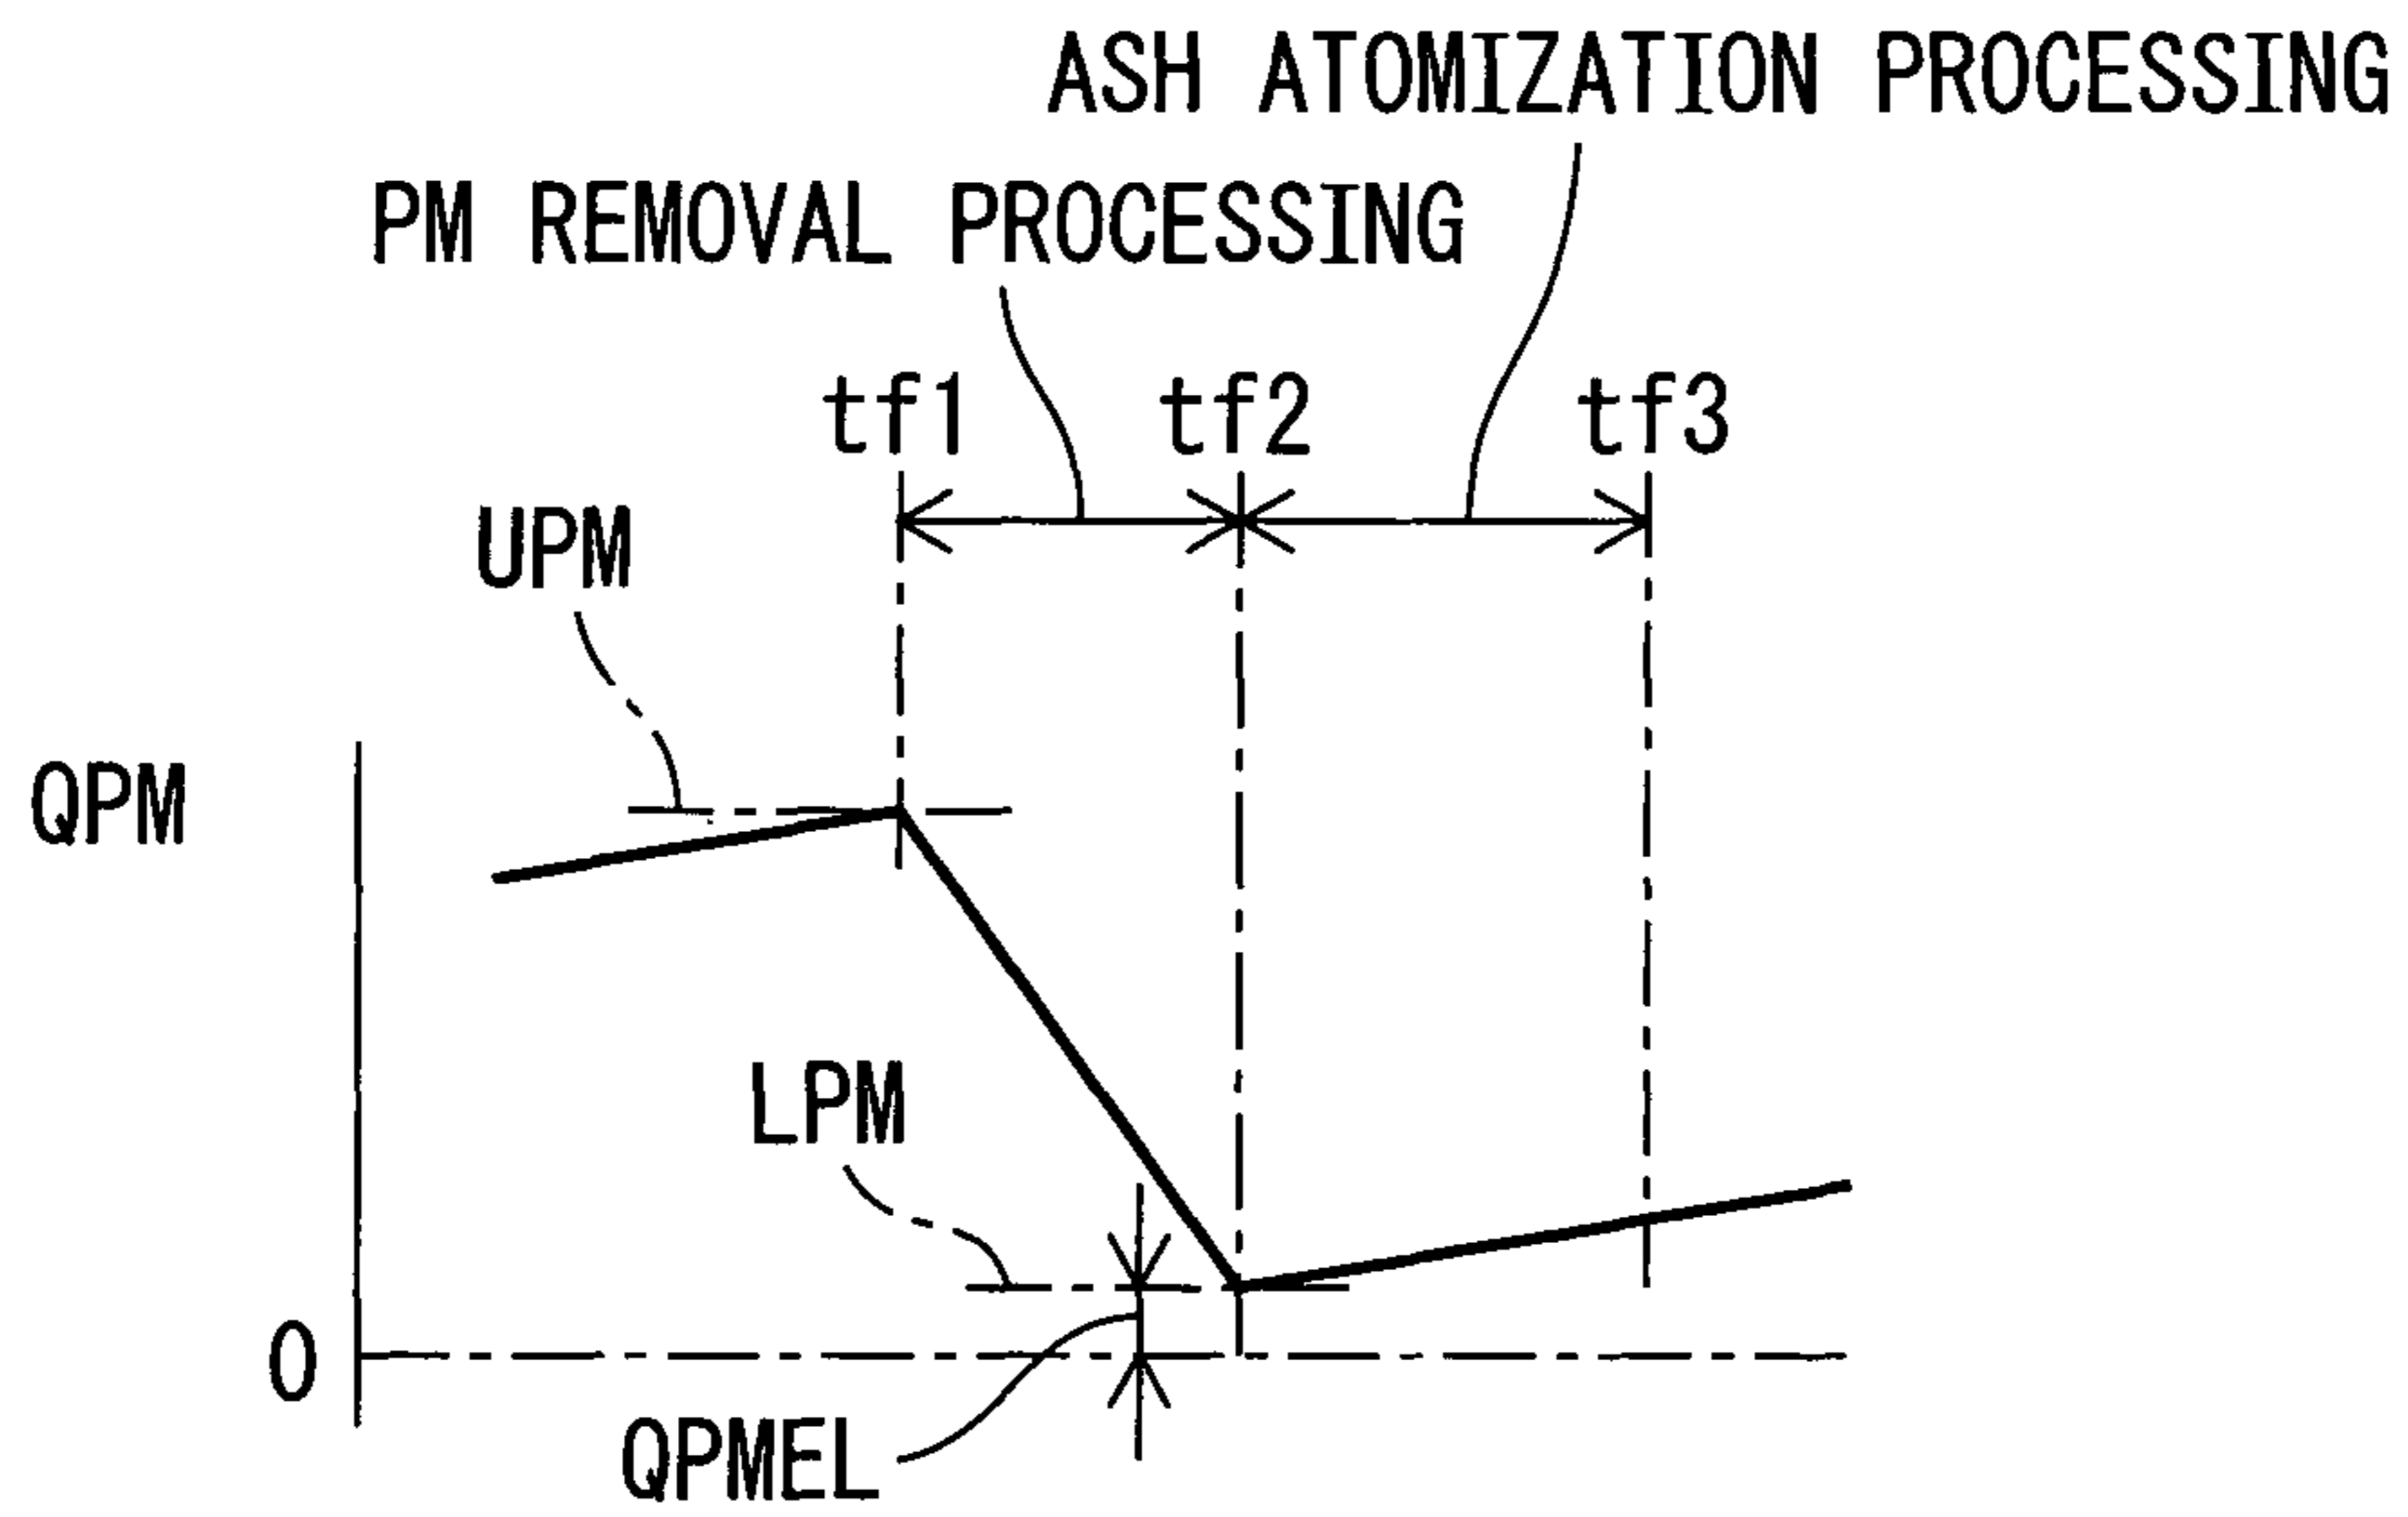 ASH ATOMIZATION PROCESSING
PM REMOVAL PROCESSING
tf1 tf2 tf3
UPM
QPM
LPM
0
QPMEL